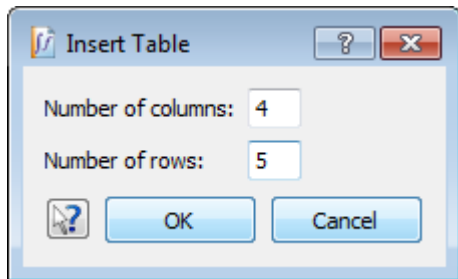 Insert Table
Number of columns: 4
Number of rows: 5
OK Cancel